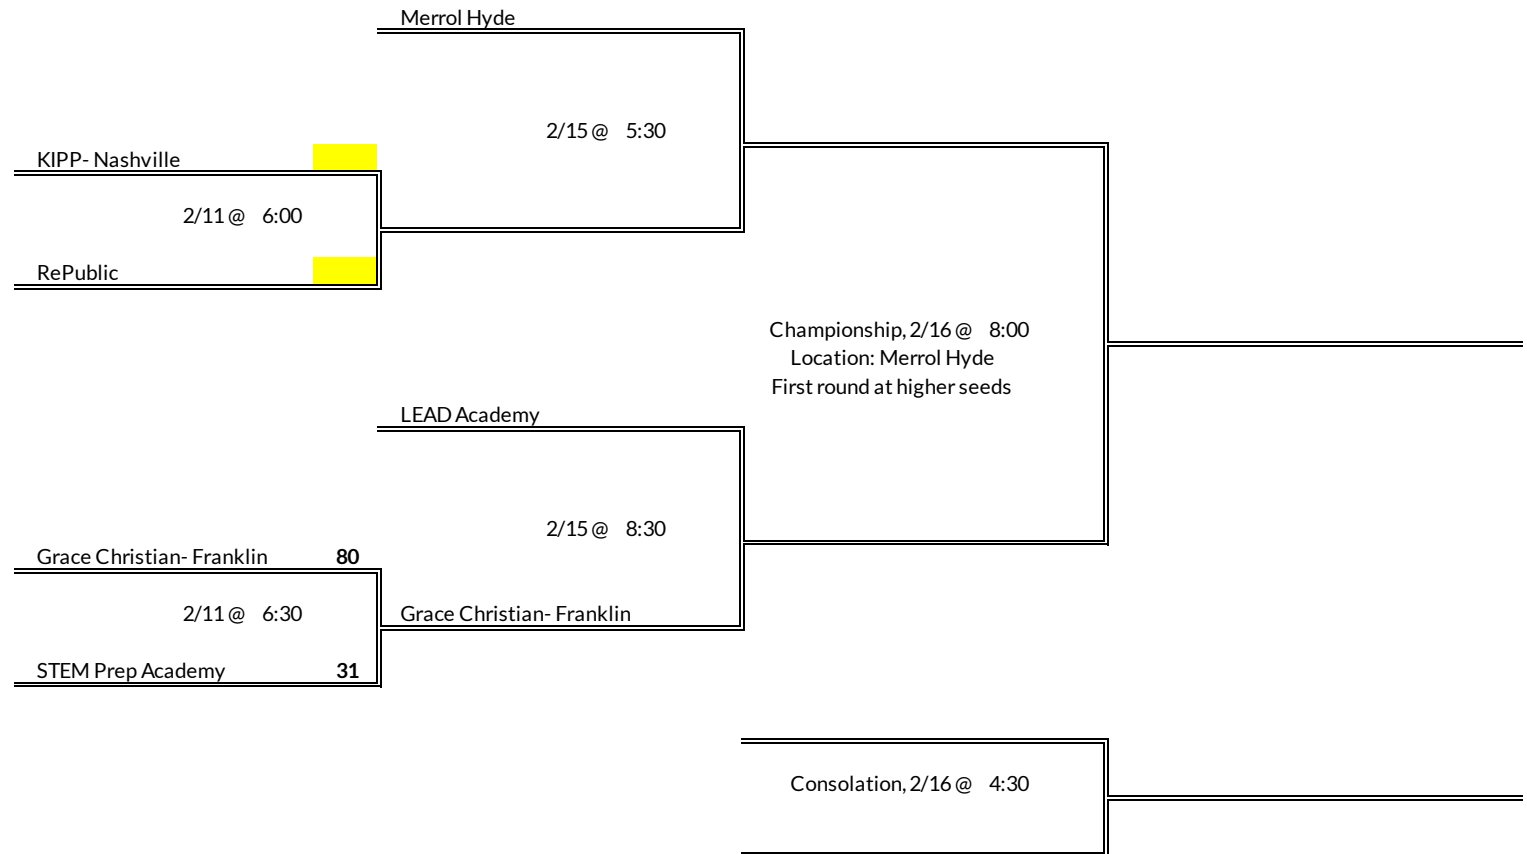 Merrol Hyde
2/15 @ 5:30
KIPP- Nashville
2/11 @ 6:00
RePublic
Championship, 2/16 @ 8:00
Location: Merrol Hyde
First round at higher seeds
LEAD Academy
2/15 @ 8:30
Grace Christian- Franklin 80
2/11 @ 6:30
Grace Christian- Franklin
STEM Prep Academy 31
Consolation, 2/16 @ 4:30